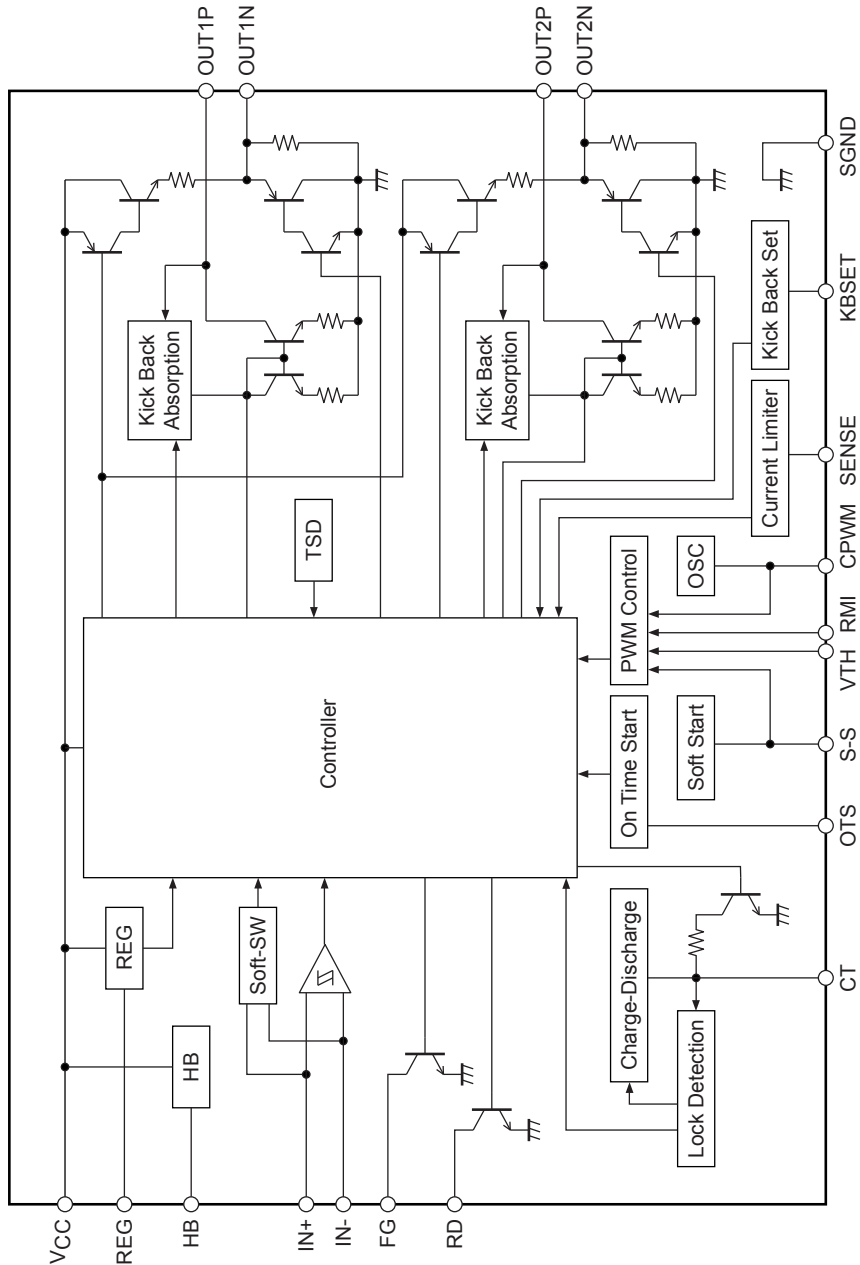 VCC
REG
HB
IN+
IN-
FG
RD
REG
HB
Soft-SW
Controller
TSD
Kick Back
Absorption
Kick Back
Absorption
OUT1P
OUT1N
OUT2P
OUT2N
Lock Detection
Charge-Discharge
On Time Start
Soft Start
PWM Control
OSC
Current Limiter
Kick Back Set
CT
OTS
S-S
VTH
RMI
CPWM
SENSE
KBSET
SGND